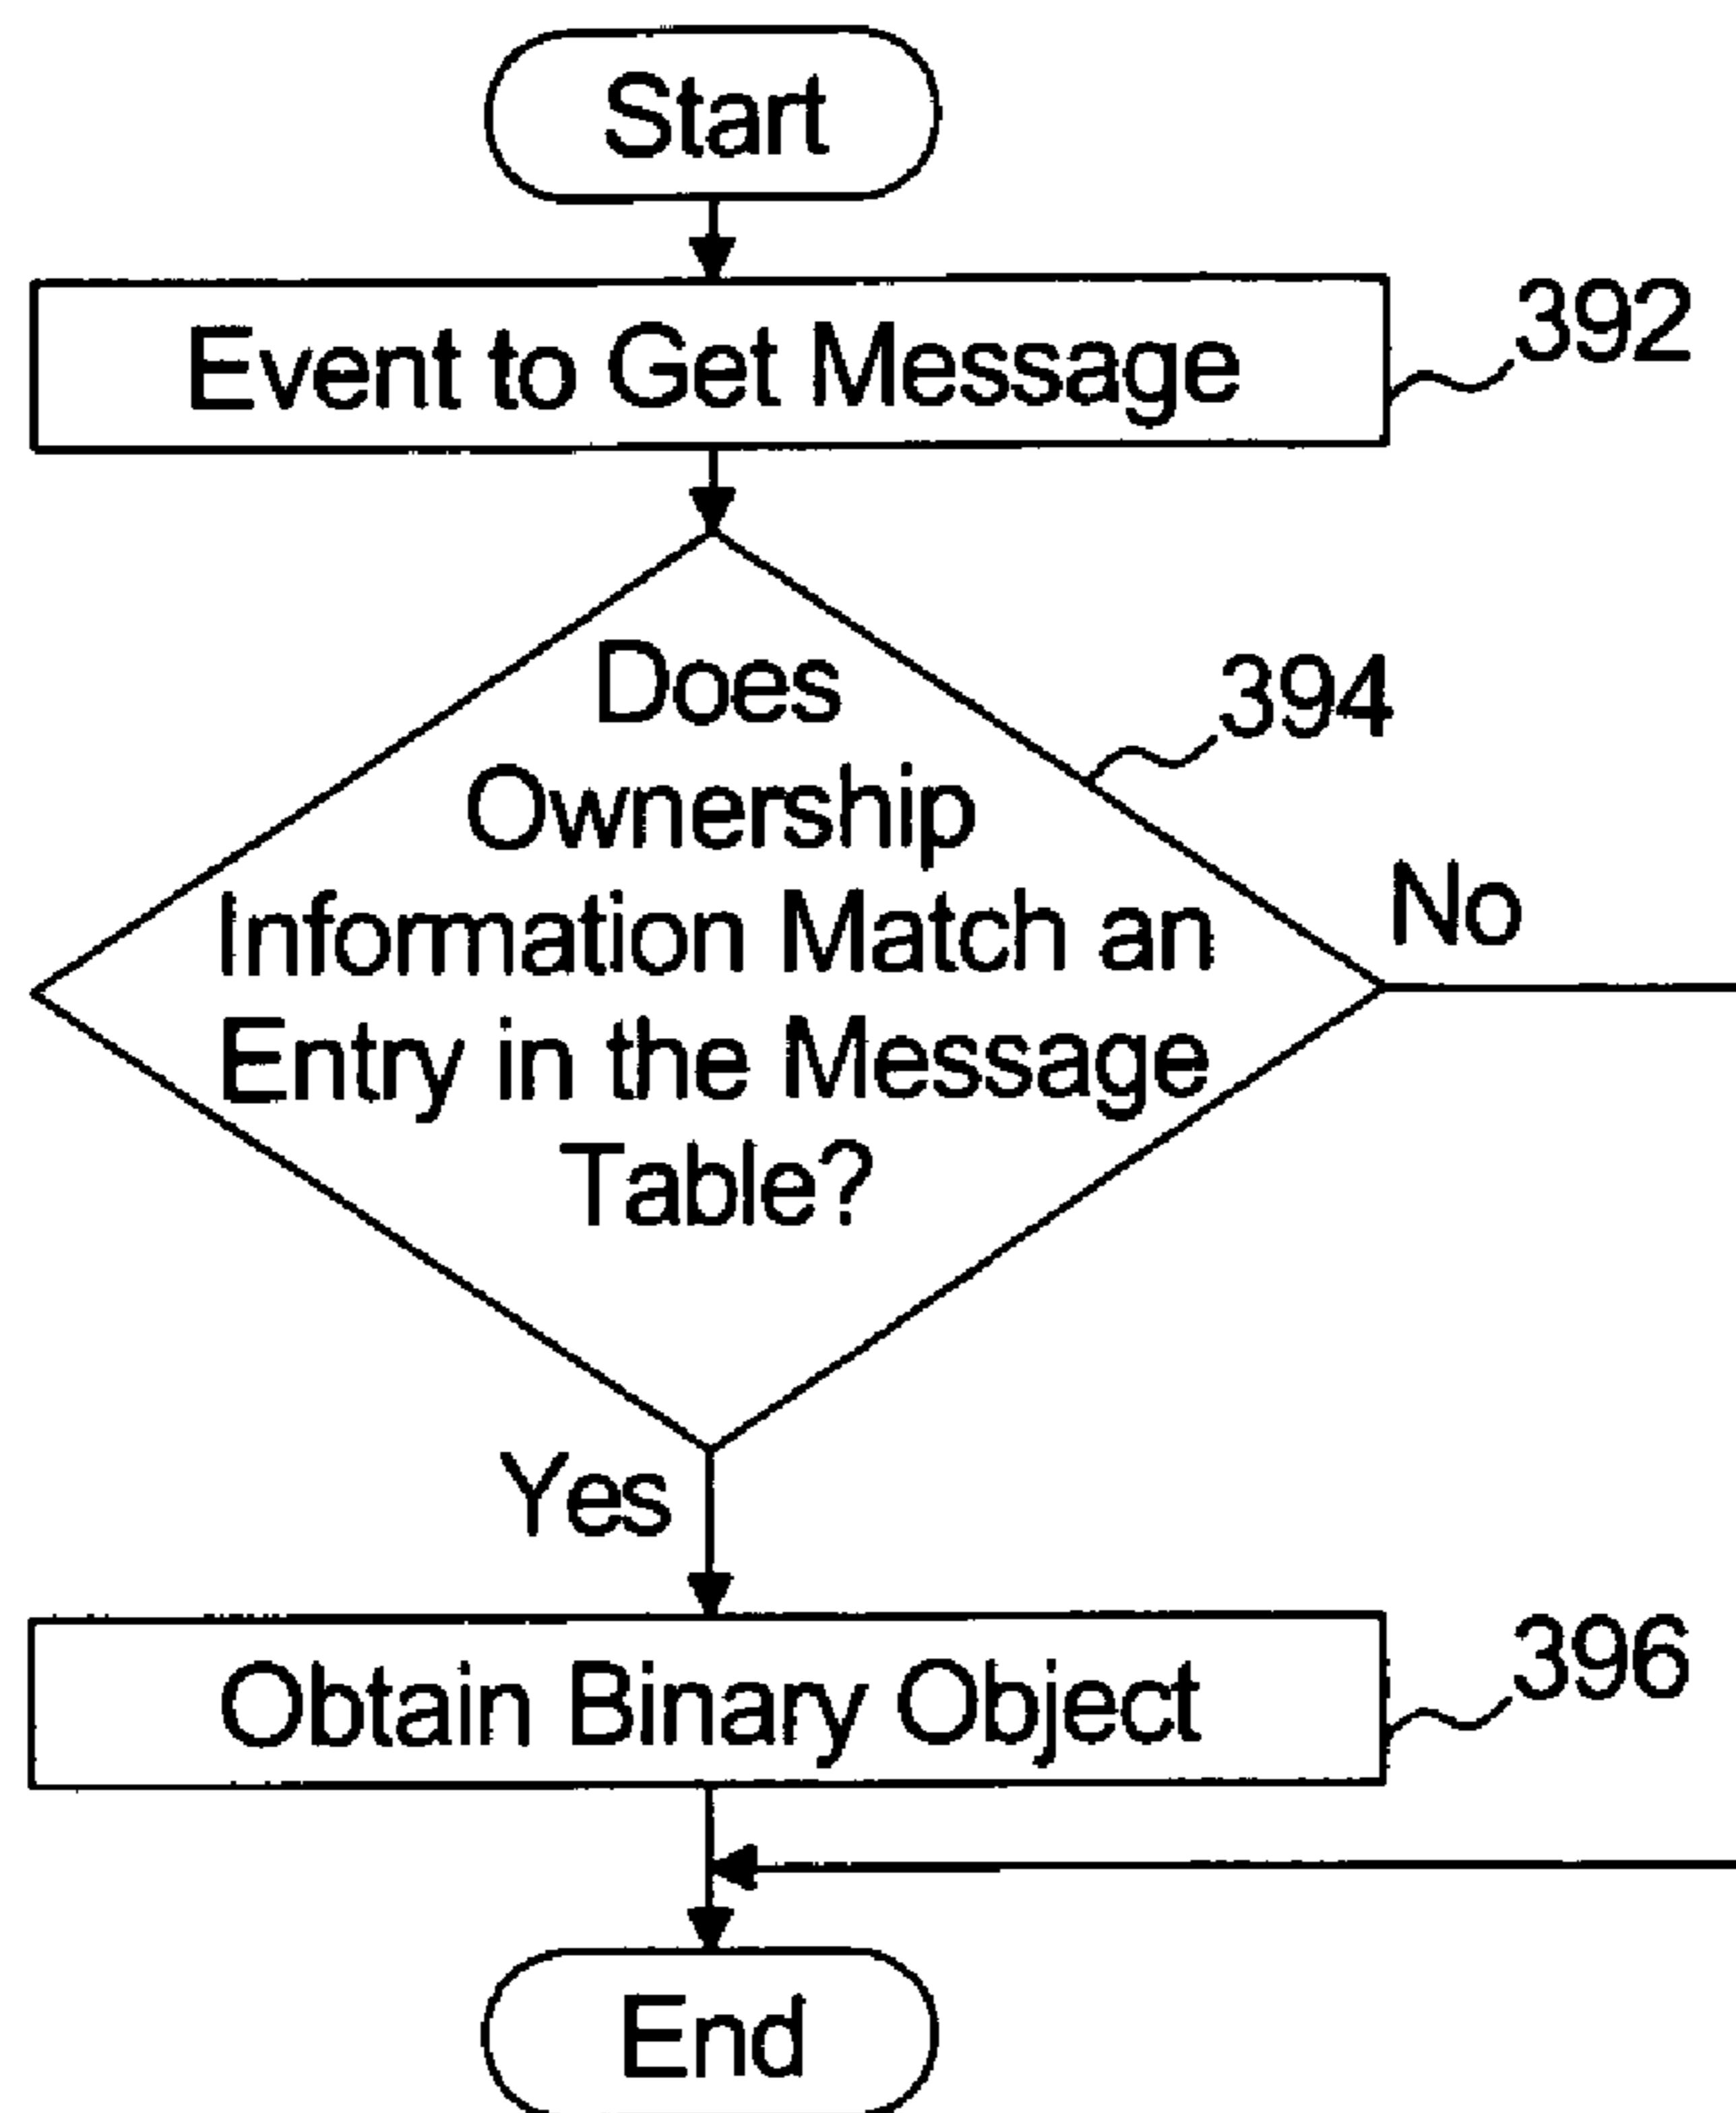 Start
Event to Get Message
392
Does
Ownership
Information Match an
Entry in the Message
Table?
394
No
Yes
Obtain Binary Object
396
End